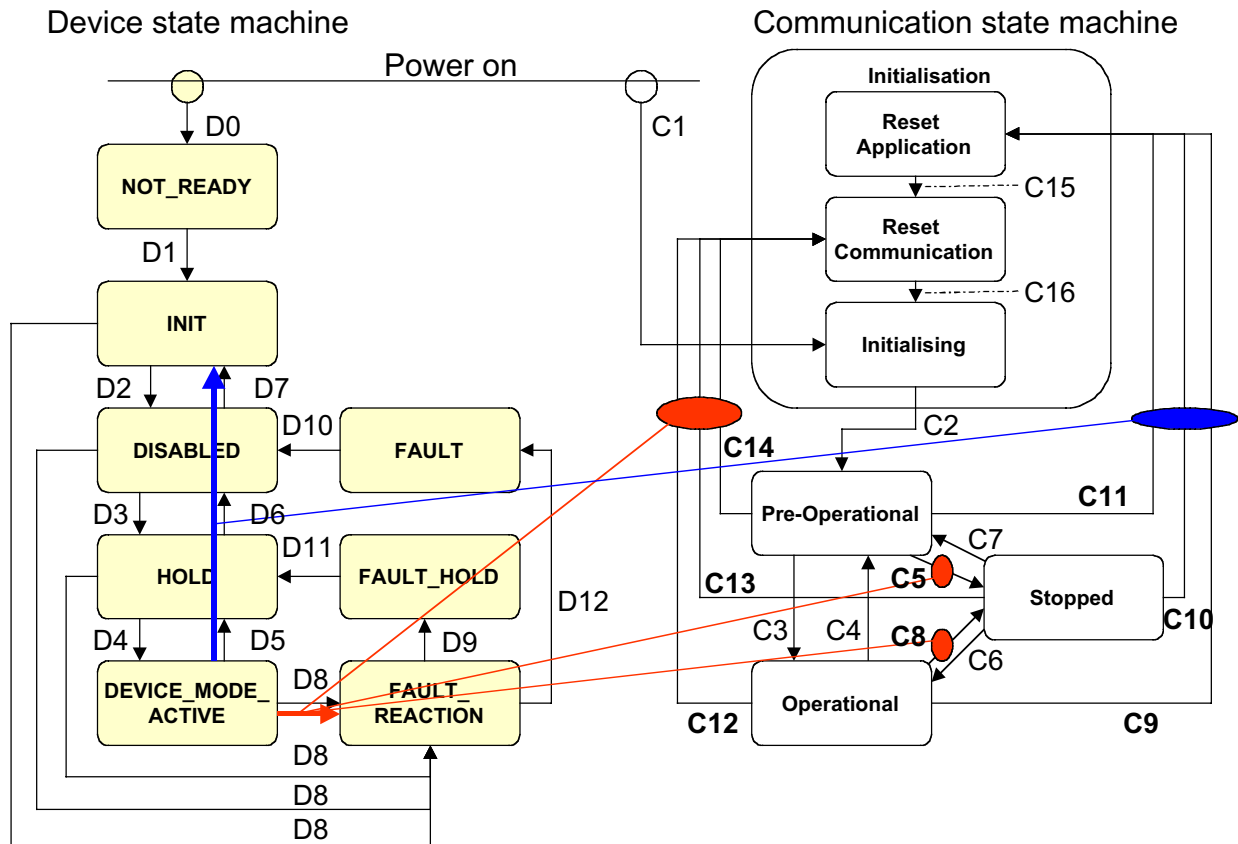 Device state machine
Communication state machine
Power on
D0
C1
NOT_READY
D1
INIT
D2
D7
DISABLED
D10
FAULT
D3
D6
D11
HOLD
FAULT_HOLD
D12
D4
D5
D9
DEVICE_MODE_
ACTIVE
D8
FAULT_
REACTION
D8
D8
D8
Initialisation
Reset
Application
C15
Reset
Communication
C16
Initialising
C2
C14
Pre-Operational
C11
C7
C5
C13
Stopped
C10
C3
C4
C8
C6
Operational
C12
C9